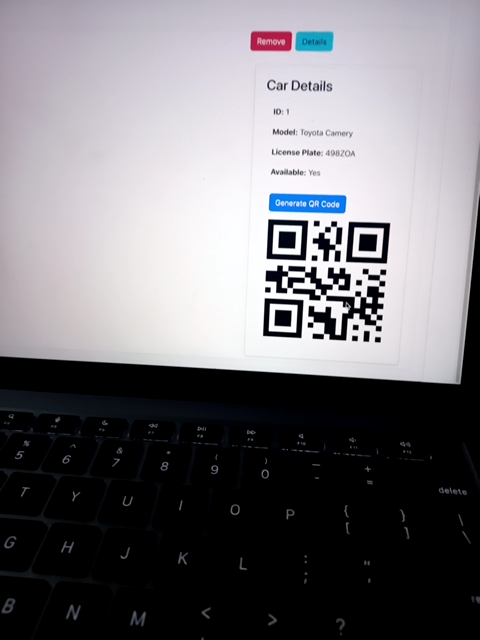 Remove Details
Car Details
ID: 1
Model: Toyota Camery
License Plate: 498ZOA
Available: Yes
Generate QR Code
% ^ & * ( ) — +
5 6 7 8 9 0 - =
delete
T Y U I O P { } |
[ ] \
G H J K L : "
; '
B N M < > ?